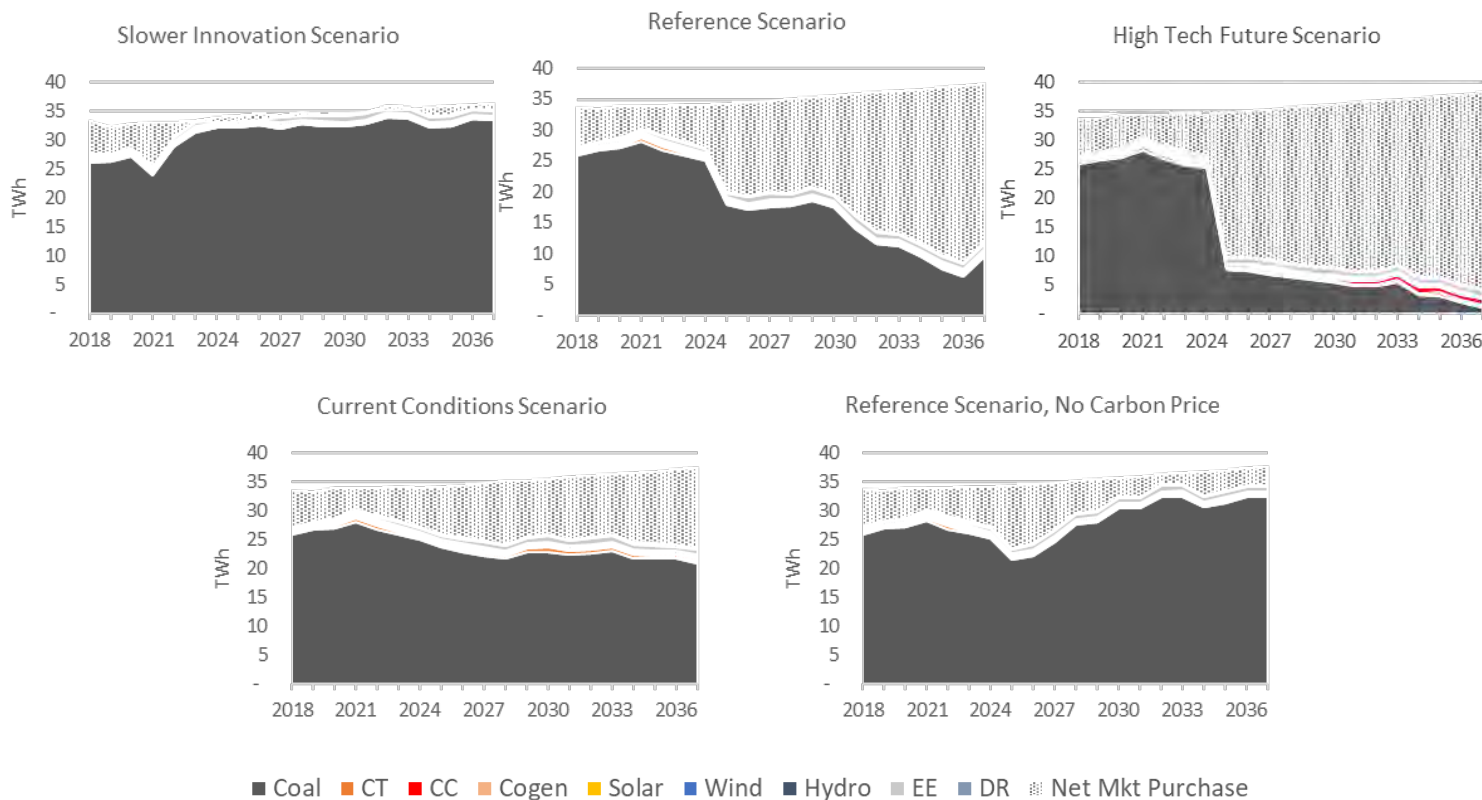 Slower Innovation Scenario
40
35
30
25
20
15
10
5
-
TWh
2018 2021 2024 2027 2030 2033 2036
Reference Scenario
40
35
30
25
20
15
10
5
-
TWh
2018 2021 2024 2027 2030 2033 2036
High Tech Future Scenario
40
35
30
25
20
15
10
5
-
TWh
2018 2021 2024 2027 2030 2033 2036
Current Conditions Scenario
40
35
30
25
20
15
10
5
-
TWh
2018 2021 2024 2027 2030 2033 2036
Reference Scenario, No Carbon Price
40
35
30
25
20
15
10
5
-
TWh
2018 2021 2024 2027 2030 2033 2036
Coal CT CC Cogen Solar Wind Hydro EE DR Net Mkt Purchase